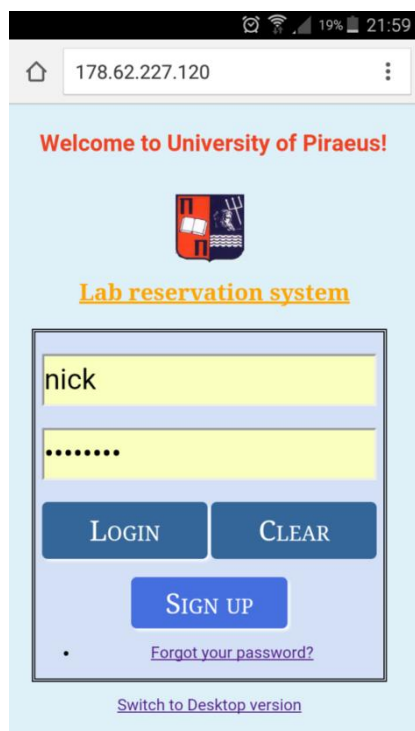 19% 21:59
178.62.227.120
Welcome to University of Piraeus!
Π
Π Π
Lab reservation system
nick
••••••••
LOGIN CLEAR
SIGN UP
• Forgot your password?
Switch to Desktop version